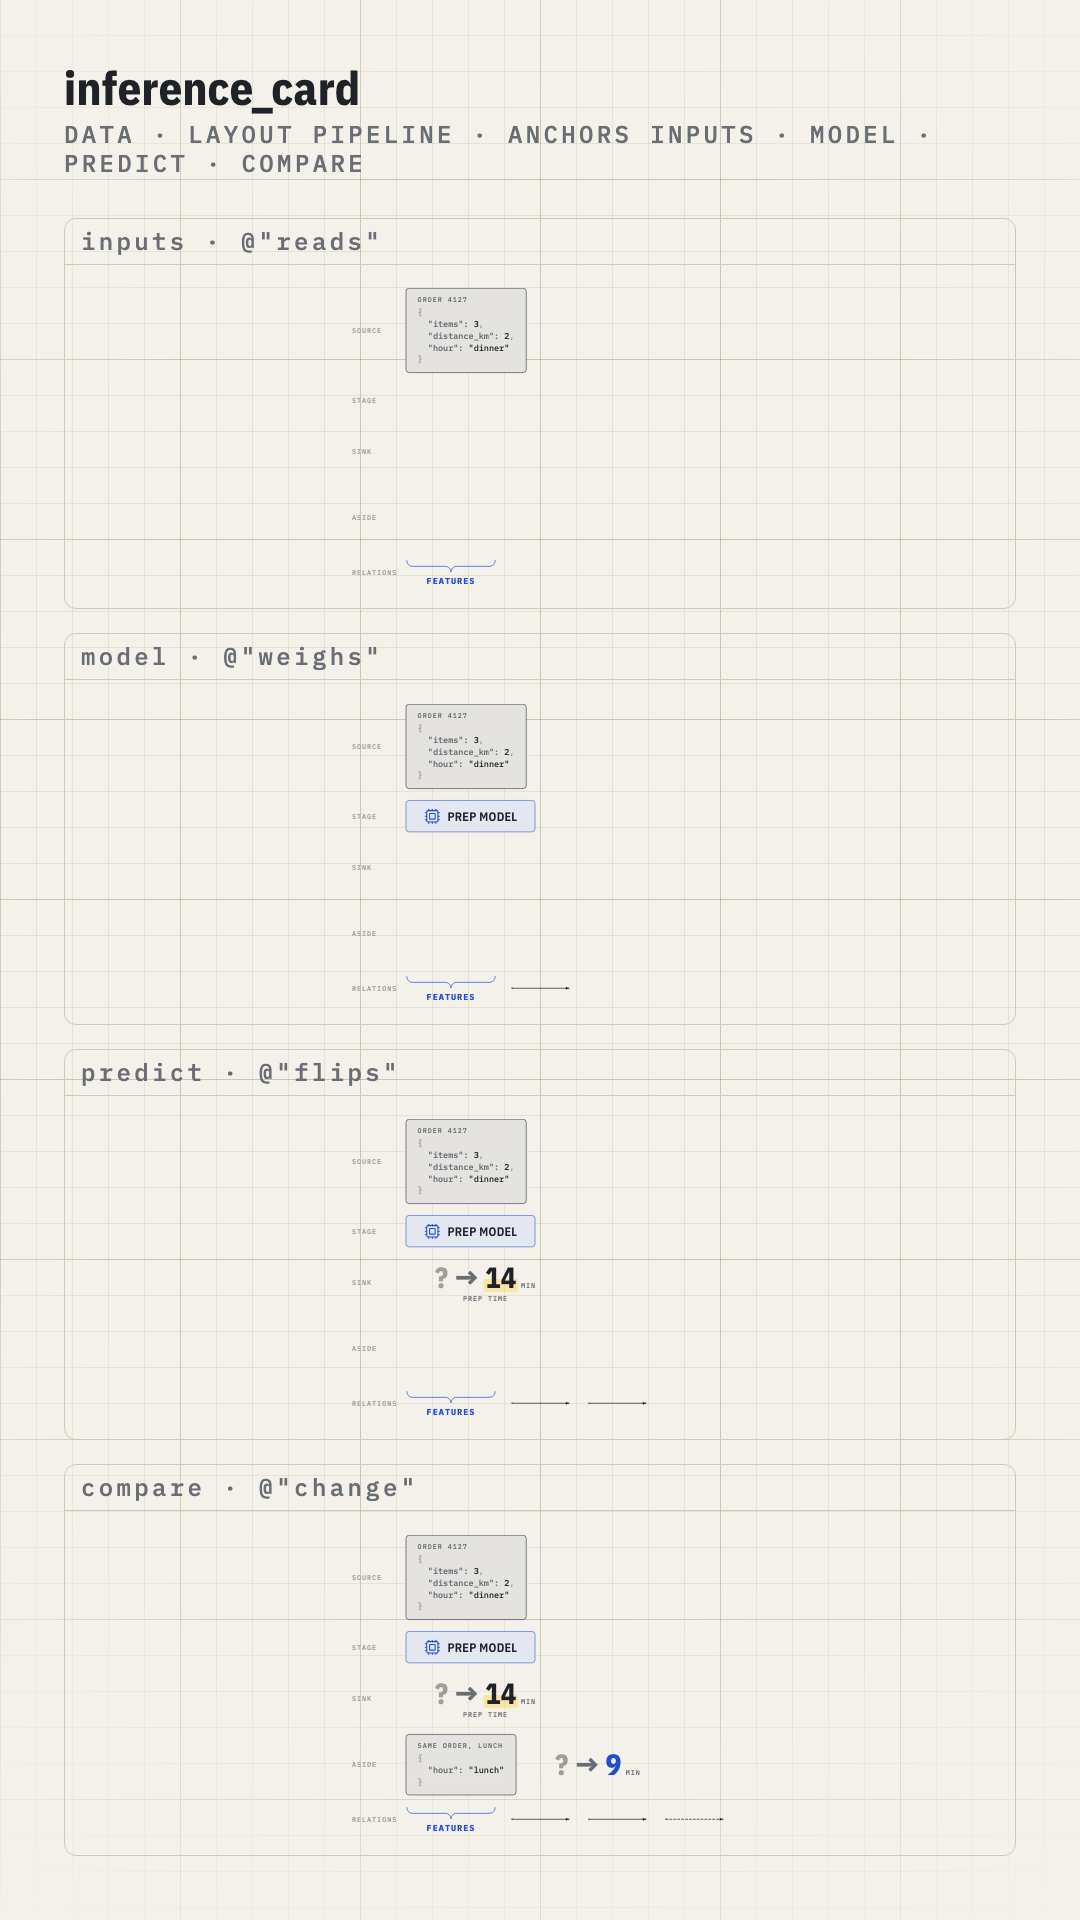 inference_card
DATA · LAYOUT PIPELINE · ANCHORS INPUTS · MODEL ·
PREDICT · COMPARE
inputs · @"reads"
SOURCE
ORDER 4127
{
"items": 3,
"distance_km": 2,
"hour": "dinner"
}
STAGE
SINK
ASIDE
RELATIONS
FEATURES
model · @"weighs"
SOURCE
ORDER 4127
{
"items": 3,
"distance_km": 2,
"hour": "dinner"
}
STAGE
PREP MODEL
SINK
ASIDE
RELATIONS
FEATURES
predict · @"flips"
SOURCE
ORDER 4127
{
"items": 3,
"distance_km": 2,
"hour": "dinner"
}
STAGE
PREP MODEL
SINK
? → 14 MIN
PREP TIME
ASIDE
RELATIONS
FEATURES
compare · @"change"
SOURCE
ORDER 4127
{
"items": 3,
"distance_km": 2,
"hour": "dinner"
}
STAGE
PREP MODEL
SINK
? → 14 MIN
PREP TIME
ASIDE
SAME ORDER, LUNCH
{
"hour": "lunch"
}
? → 9 MIN
RELATIONS
FEATURES